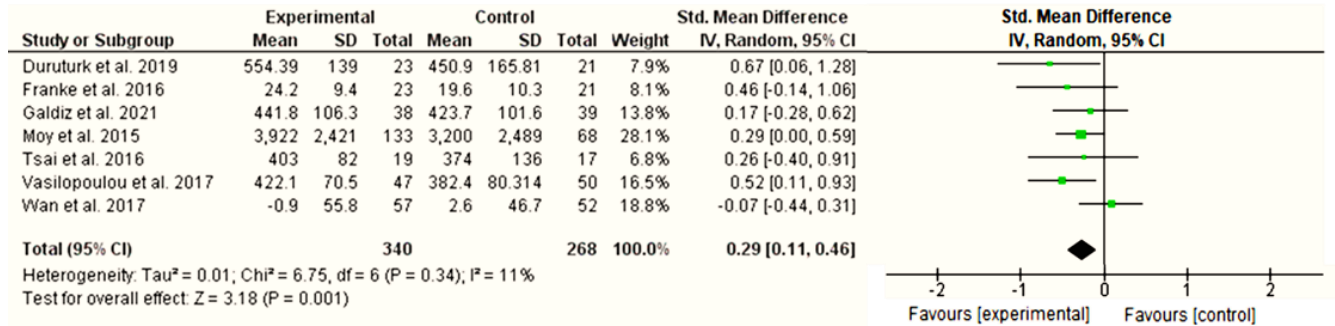 Experimental Control Std. Mean Difference Std. Mean Difference
Study or Subgroup Mean SD Total Mean SD Total Weight IV, Random, 95% CI IV, Random, 95% CI
Duruturk et al. 2019 554.39 139 23 450.9 165.81 21 7.9% 0.67 [0.06, 1.28]
Franke et al. 2016 24.2 9.4 23 19.6 10.3 21 8.1% 0.46 [-0.14, 1.06]
Galdiz et al. 2021 441.8 106.3 38 423.7 101.6 39 13.8% 0.17 [-0.28, 0.62]
Moy et al. 2015 3,922 2,421 133 3,200 2,489 68 28.1% 0.29 [0.00, 0.59]
Tsai et al. 2016 403 82 19 374 136 17 6.8% 0.26 [-0.40, 0.91]
Vasilopoulou et al. 2017 422.1 70.5 47 382.4 80.314 50 16.5% 0.52 [0.11, 0.93]
Wan et al. 2017 -0.9 55.8 57 2.6 46.7 52 18.8% -0.07 [-0.44, 0.31]
Total (95% CI) 340 268 100.0% 0.29 [0.11, 0.46]
Heterogeneity: Tau² = 0.01; Chi² = 6.75, df = 6 (P = 0.34); I² = 11%
Test for overall effect: Z = 3.18 (P = 0.001)
-2 -1 0 1 2
Favours [experimental] Favours [control]